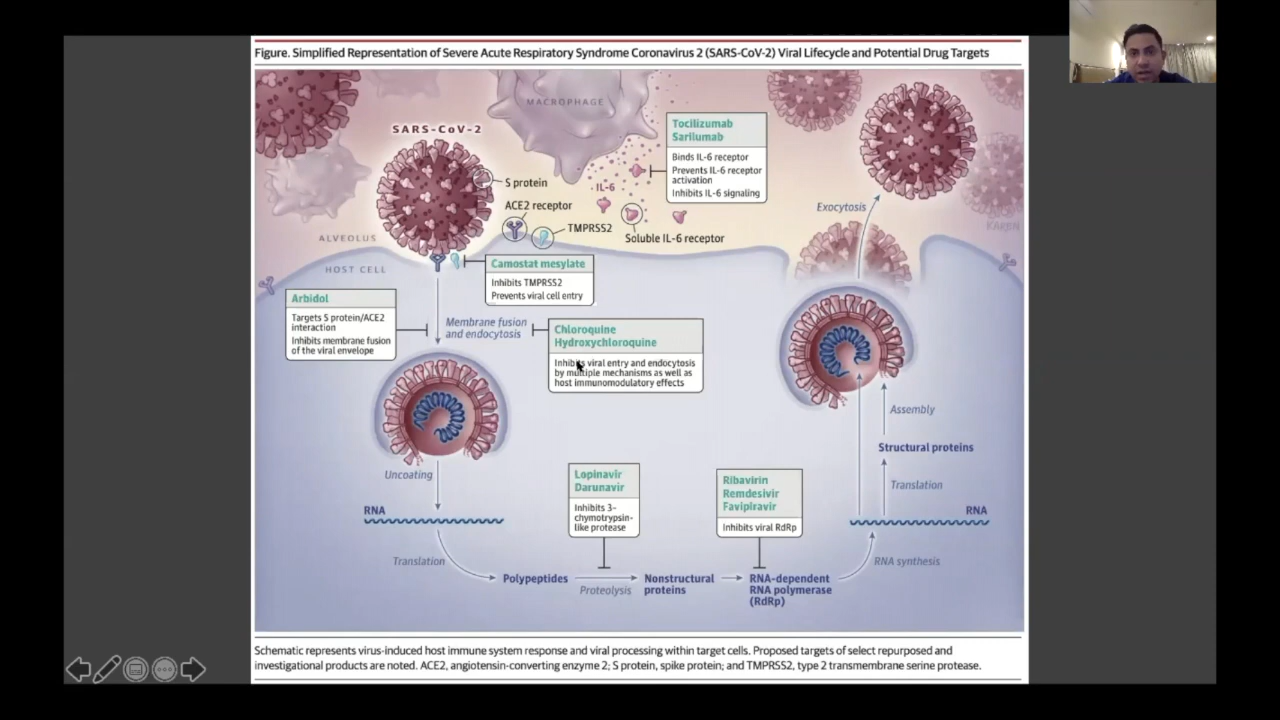 Figure. Simplified Representation of Severe Acute Respiratory Syndrome Coronavirus 2 (SARS-CoV-2) Viral Lifecycle and Potential Drug Targets
MACROPHAGE
SARS-CoV-2
Tocilizumab
Sarilumab
Binds IL-6 receptor
Prevents IL-6 receptor
activation
Inhibits IL-6 signaling
S protein
IL-6
ACE2 receptor
TMPRSS2
Soluble IL-6 receptor
Exocytosis
KAREN
ALVEOLUS
HOST CELL
Camostat mesylate
Inhibits TMPRSS2
Prevents viral cell entry
Arbidol
Targets S protein/ACE2
interaction
Inhibits membrane fusion
of the viral envelope
Membrane fusion
and endocytosis
Chloroquine
Hydroxychloroquine
Inhibits viral entry and endocytosis
by multiple mechanisms as well as
host immunomodulatory effects
Assembly
Structural proteins
Translation
Uncoating
RNA
Lopinavir
Darunavir
Inhibits 3-
chymotrypsin-
like protease
Ribavirin
Remdesivir
Favipiravir
Inhibits viral RdRp
RNA
Translation
Polypeptides
Proteolysis
Nonstructural
proteins
RNA-dependent
RNA polymerase
(RdRp)
RNA synthesis
Schematic represents virus-induced host immune system response and viral processing within target cells. Proposed targets of select repurposed and
investigational products are noted. ACE2, angiotensin-converting enzyme 2; S protein, spike protein; and TMPRSS2, type 2 transmembrane serine protease.